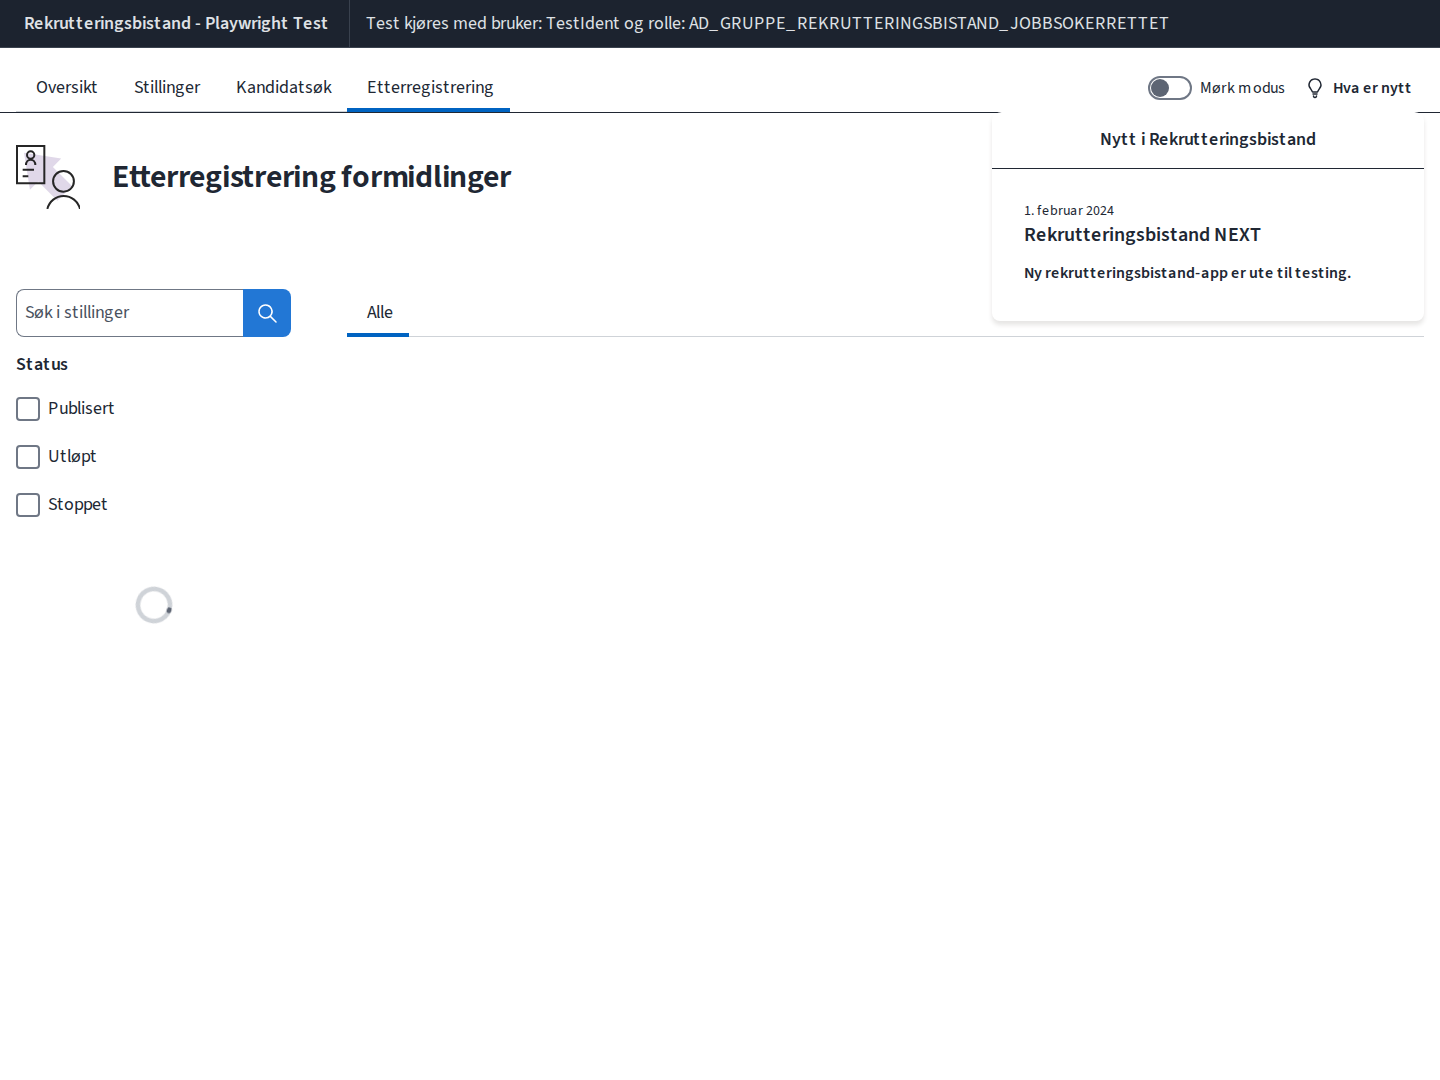 Rekrutteringsbistand - Playwright Test
Test kjøres med bruker: TestIdent og rolle: AD_GRUPPE_REKRUTTERINGSBISTAND_JOBBSOKERRETTET
Oversikt
Stillinger
Kandidatsøk
Etterregistrering
Mørk modus
Hva er nytt
Etterregistrering formidlinger
Nytt i Rekrutteringsbistand
1. februar 2024
Rekrutteringsbistand NEXT
Ny rekrutteringsbistand-app er ute til testing.
Søk i stillinger
Alle
Status
Publisert
Utløpt
Stoppet